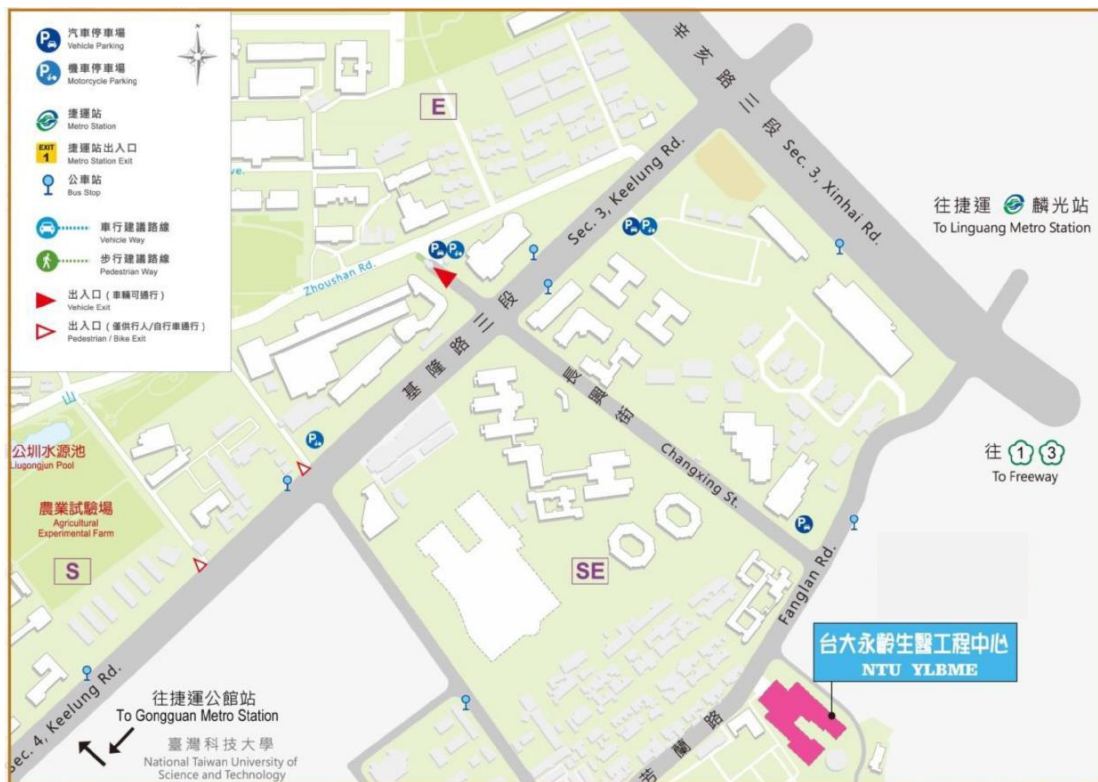 汽車停車場
Vehicle Parking
機車停車場
Motorcycle Parking
捷運站
Metro Station
EXIT
1
捷運站出入口
Metro Station Exit
公車站
Bus Stop
車行建議路線
Vehicle Way
步行建議路線
Pedestrian Way
出入口 (車輛可通行)
Vehicle Exit
出入口 (僅供行人/自行車通行)
Pedestrian / Bike Exit
E
ve.
辛亥路三段 Sec. 3, Xinhai Rd.
Sec. 3, Keelung Rd.
往捷運 麟光站
To Linguang Metro Station
Zhoushan Rd.
基隆路三段
長興街
Changxing St.
山
公圳水源池
Liugongjun Pool
農業試驗場
Agricultural
Experimental Farm
S
SE
往 1 3
To Freeway
Fanglan Rd.
台大永齡生醫工程中心
NTU YLBME
芳蘭路
Sec. 4, Keelung Rd.
往捷運公館站
To Gongguan Metro Station
臺灣科技大學
National Taiwan University of
Science and Technology